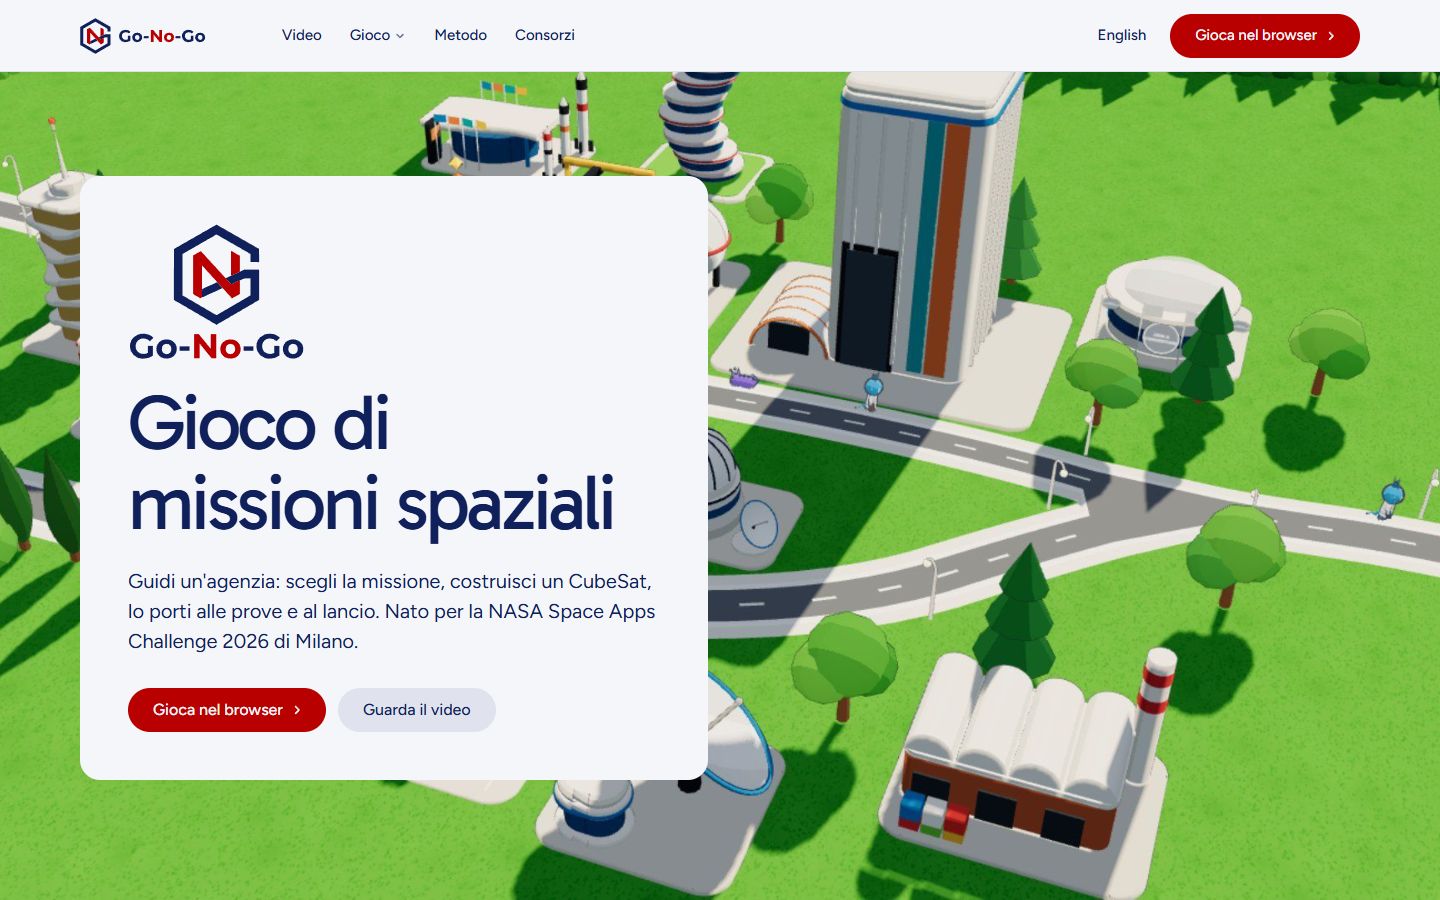 Go-No-Go
Video
Gioco
Metodo
Consorzi
English
Gioca nel browser
Go-No-Go
Gioco di
missioni spaziali
Guidi un'agenzia: scegli la missione, costruisci un CubeSat,
lo porti alle prove e al lancio. Nato per la NASA Space Apps
Challenge 2026 di Milano.
Gioca nel browser
Guarda il video